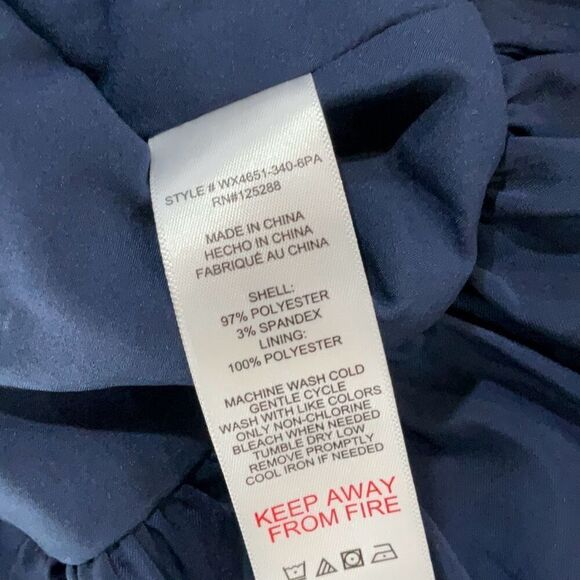 STYLE # WX4651-340-6PA
RN#125288
MADE IN CHINA
HECHO IN CHINA
FABRIQUÉ AU CHINA
SHELL:
97% POLYESTER
3% SPANDEX
LINING:
100% POLYESTER
MACHINE WASH COLD
GENTLE CYCLE
WASH WITH LIKE COLORS
ONLY NON-CHLORINE
BLEACH WHEN NEEDED
TUMBLE DRY LOW
REMOVE PROMPTLY
COOL IRON IF NEEDED
KEEP AWAY
FROM FIRE